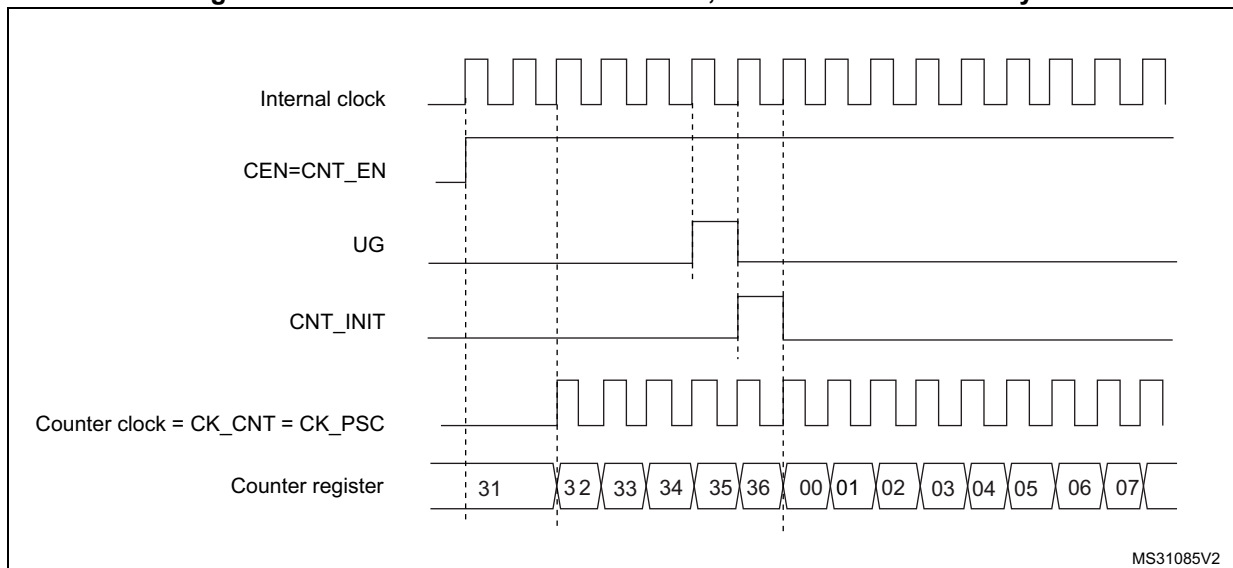 Internal clock
CEN=CNT_EN
UG
CNT_INIT
Counter clock = CK_CNT = CK_PSC
Counter register 31 32 33 34 35 36 00 01 02 03 04 05 06 07
MS31085V2